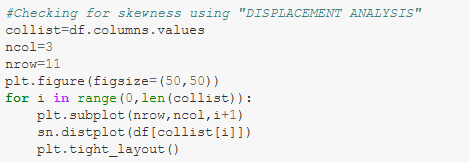 #Checking for skewness using "DISPLACEMENT ANALYSIS"
collist=df.columns.values
ncol=3
nrow=11
plt.figure(figsize=(50,50))
for i in range(0,len(collist)):
    plt.subplot(nrow,ncol,i+1)
    sn.distplot(df[collist[i]])
    plt.tight_layout()